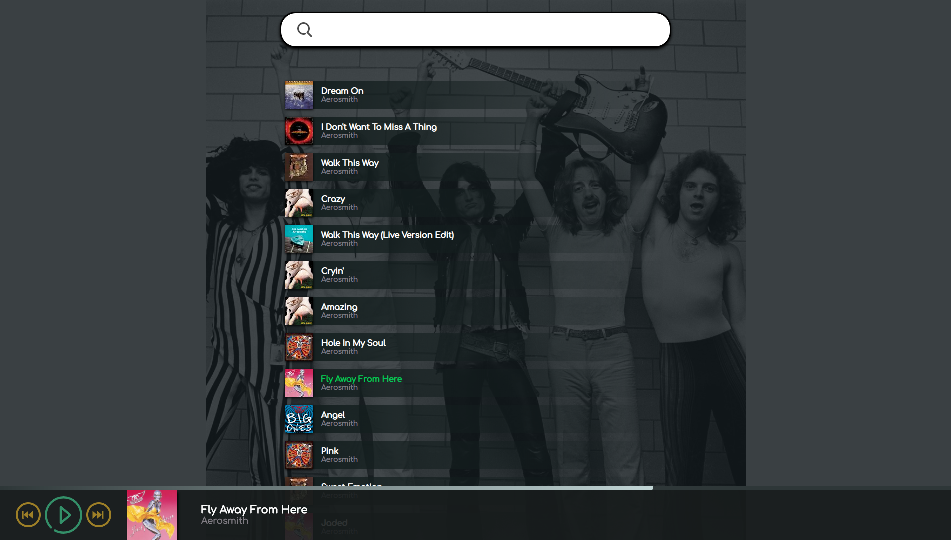 Dream On
Aerosmith
I Don't Want To Miss A Thing
Aerosmith
Walk This Way
Aerosmith
Crazy
Aerosmith
Walk This Way (Live Version Edit)
Aerosmith
Cryin'
Aerosmith
Amazing
Aerosmith
Hole In My Soul
Aerosmith
Fly Away From Here
Aerosmith
Angel
Aerosmith
BIG ONES
Pink
Aerosmith
Sweet Emotion
Jaded
Fly Away From Here
Aerosmith